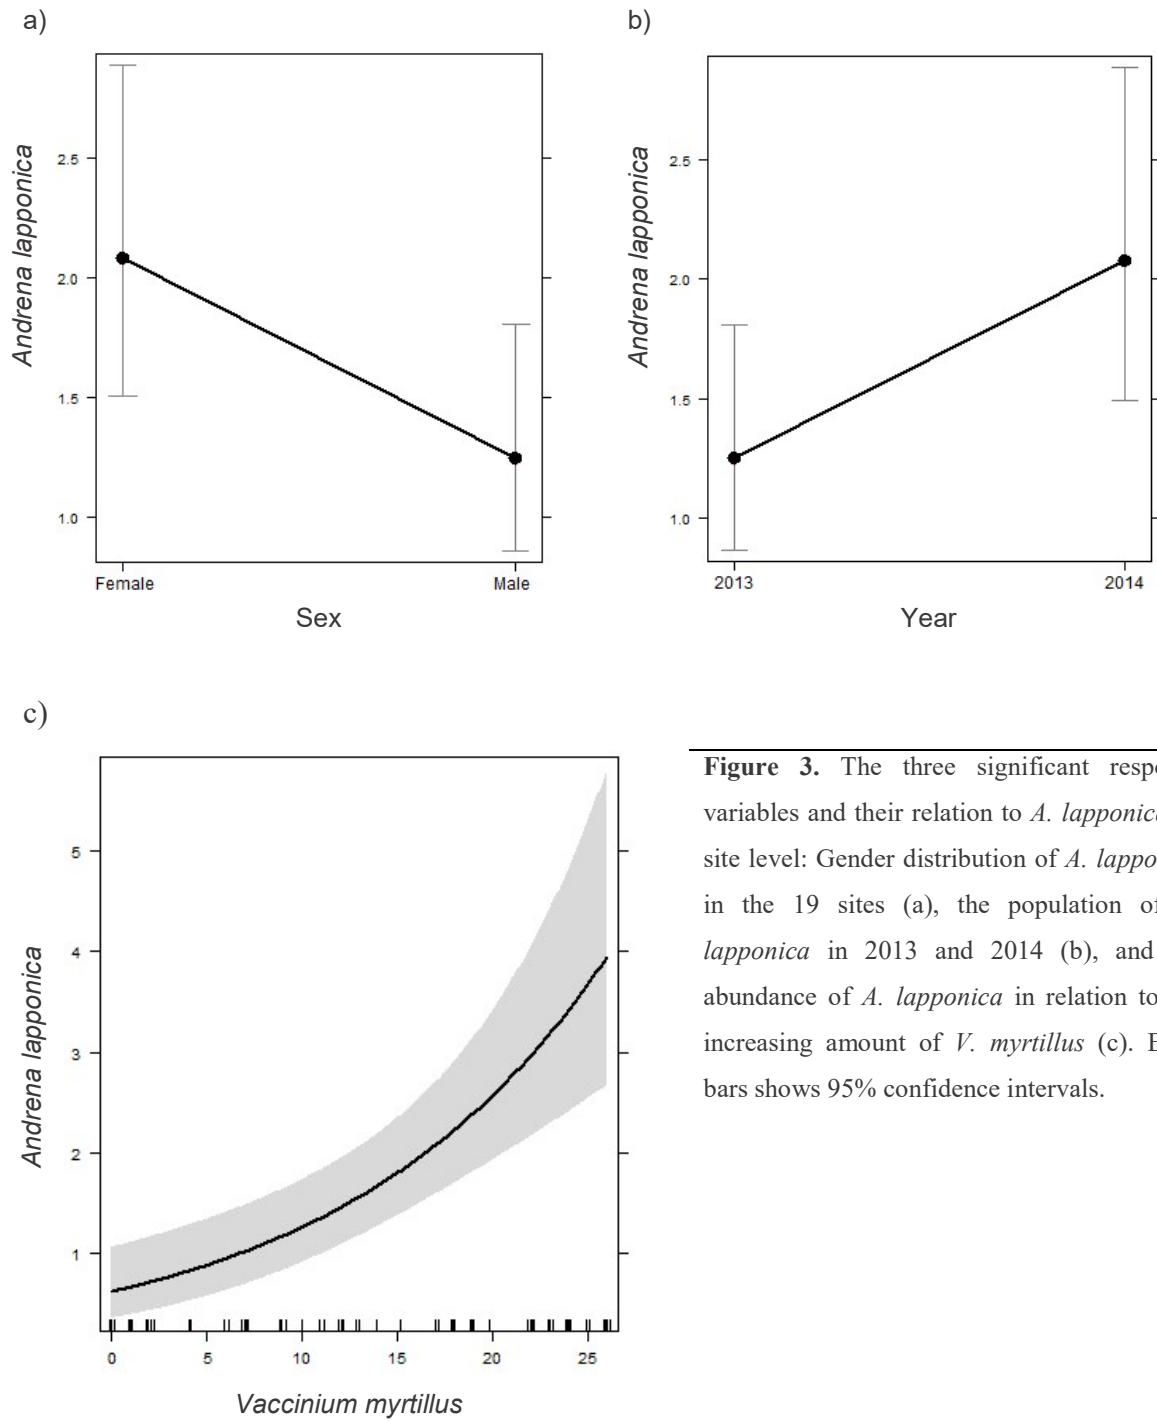 a)
Andrena lapponica
2.5
2.0
1.5
1.0
Female
Male
Sex
b)
Andrena lapponica
2.5
2.0
1.5
1.0
2013
2014
Year
c)
Andrena lapponica
5
4
3
2
1
0
5
10
15
20
25
Vaccinium myrtillus
Figure 3. The three significant
variables and their relation to A.
site level: Gender distribution of A.
in the 19 sites (a), the population
lapponica in 2013 and 2014 (b), and
abundance of A. lapponica in relation to
increasing amount of V. myrtillus (c).
bars shows 95% confidence intervals.